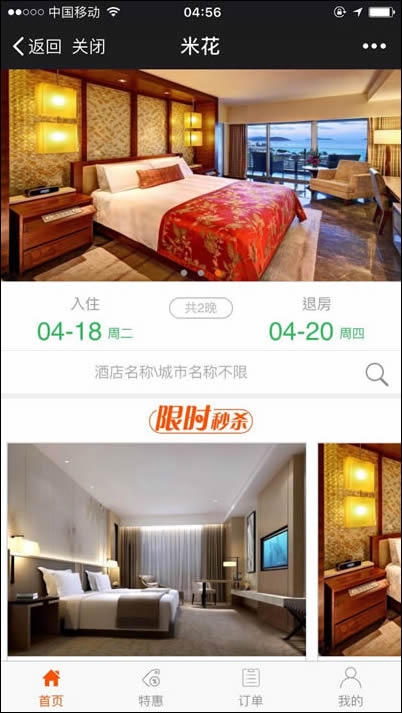 中国移动 04:56
返回 关闭 米花
入住 共2晚 退房
04-18 周二 04-20 周四
酒店名称\城市名称不限
限时秒杀
首页 特惠 订单 我的